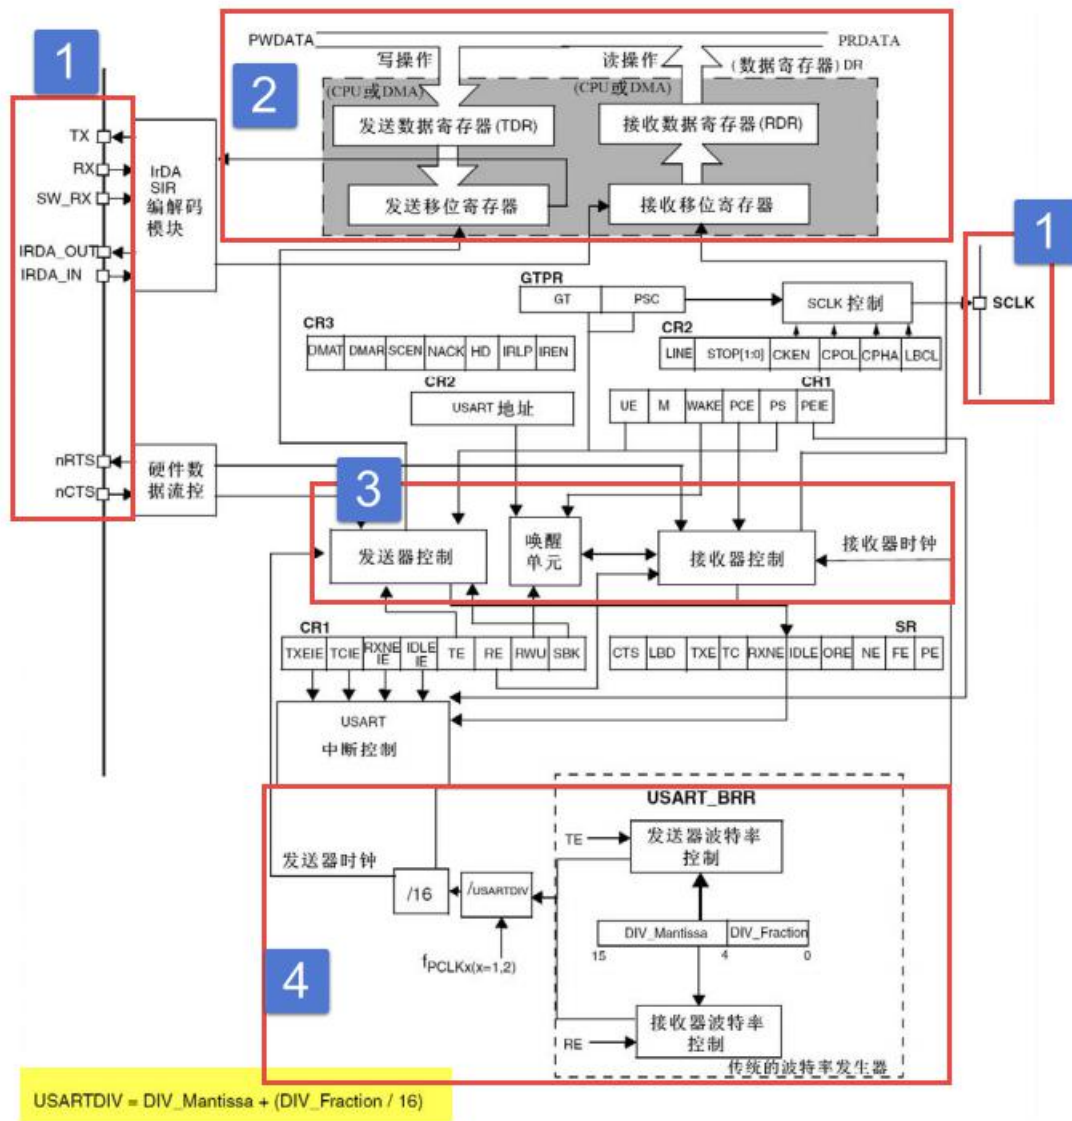 PWDATA
PRDATA
1
写操作
读操作
(数据寄存器) DR
2
(CPU或DMA)
(CPU或DMA)
发送数据寄存器(TDR)
接收数据寄存器(RDR)
TX
RX
SW_RX
IRDA_OUT
IRDA_IN
IrDA
SIR
编解码
模块
发送移位寄存器
接收移位寄存器
1
SCLK
GTPR
GT
PSC
SCLK 控制
CR3
DMAT DMAR SCEN NACK HD IRLP IREN
CR2
LINE STOP[1:0] CKEN CPOL CPHA LBCL
CR2
USART 地址
CR1
UE M WAKE PCE PS PEIE
nRTS
nCTS
硬件数
据流控
3
发送器控制
唤醒
单元
接收器控制
接收器时钟
CR1
TXEIE TCIE RXNE IE IDLE IE TE RE RWU SBK
SR
CTS LBD TXE TC RXNE IDLE ORE NE FE PE
USART
中断控制
USART_BRR
TE
发送器波特率
控制
发送器时钟
/16
/USARTDIV
DIV_Mantissa DIV_Fraction
15 4 0
fPCLKx(x=1,2)
4
RE
接收器波特率
控制
传统的波特率发生器
USARTDIV = DIV_Mantissa + (DIV_Fraction / 16)